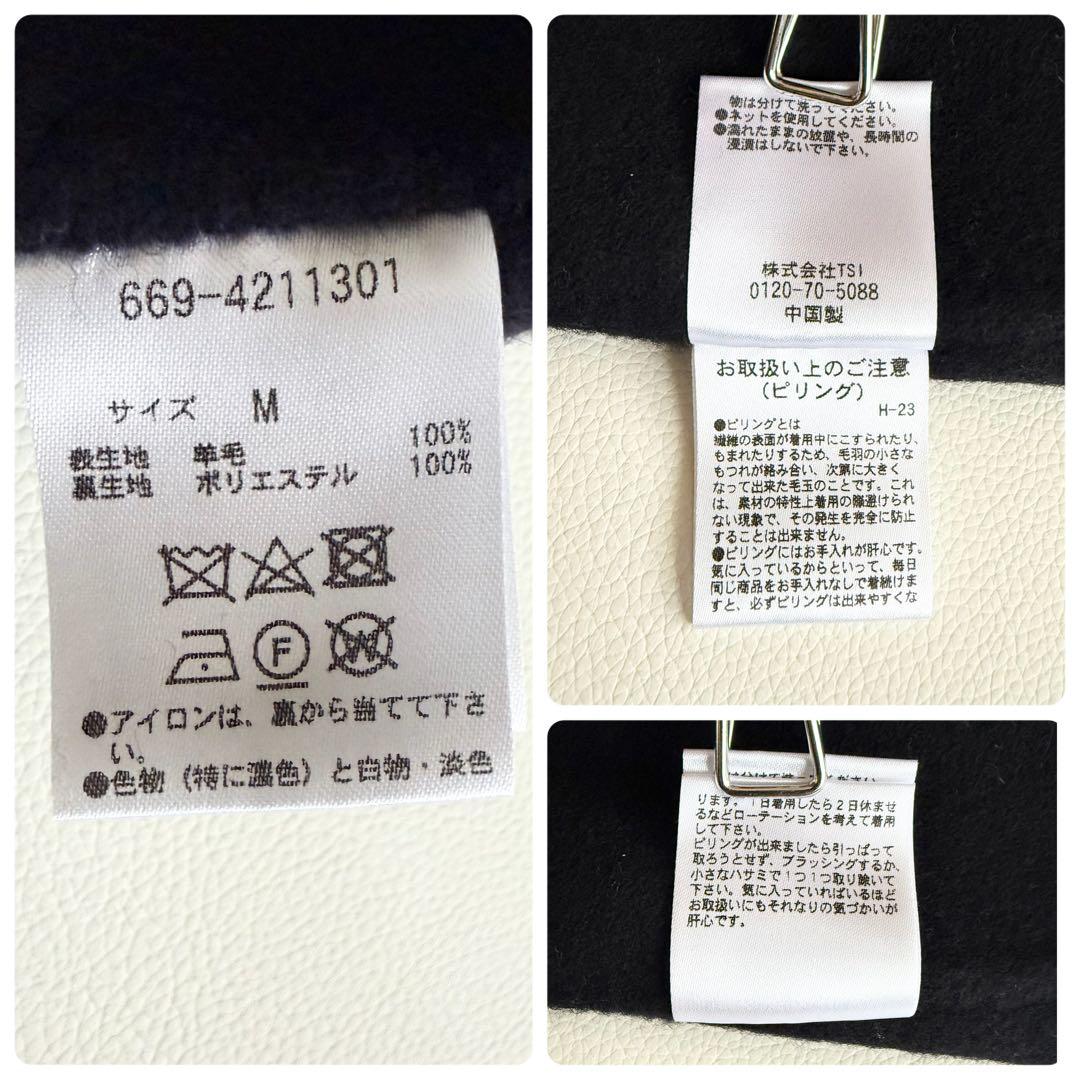 669-4211301
サイズ M
表生地 羊毛 100%
裏生地 ポリエステル 100%
F
W
●アイロンは、裏から当てて下さ
い。
●色物（特に濃色）と白物・淡色
物は分けて洗ってください。
●ネットを使用してください。
●濡れたままの放置や、長時間の
浸漬はしないで下さい。
株式会社TSI
0120-70-5088
中国製
お取扱い上のご注意
（ピリング）
H-23
●ピリングとは
繊維の表面が着用中にこすられたり、
もまれたりするため、毛羽の小さな
もつれが絡み合い、次第に大きく
なって出来た毛玉のことです。これ
は、素材の特性上着用の際避けられ
ない現象で、その発生を完全に防止
することは出来ません。
●ピリングにはお手入れが肝心です。
気に入っているからといって、毎日
同じ商品をお手入れなしで着続けま
すと、必ずピリングは出来やすくな
ください
ります。1日着用したら2日休ませ
るなどローテーションを考えて着用
して下さい。
ピリングが出来ましたら引っぱって
取ろうとせず、ブラッシングするか、
小さなハサミで1つ1つ取り除いて
下さい。気に入っていればいるほど
お取扱いにもそれなりの気づかいが
肝心です。